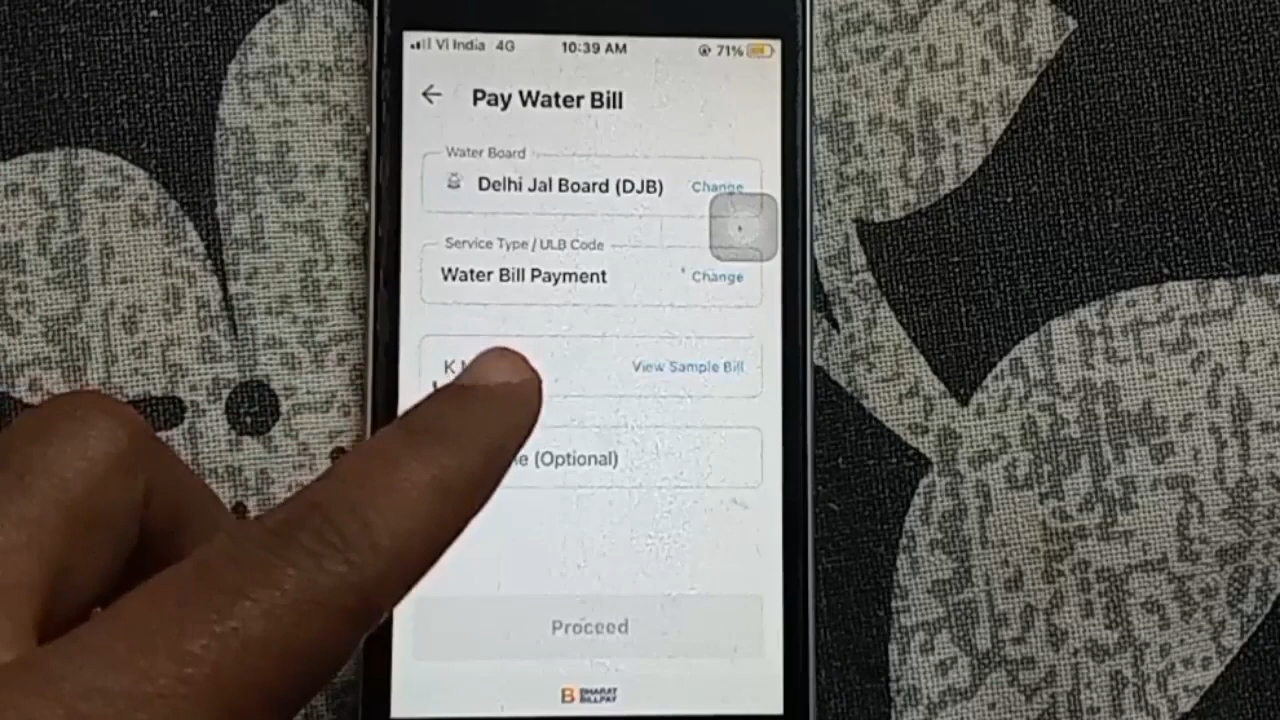 Vi India 4G 10:39 AM 71%
Pay Water Bill
Water Board
Delhi Jal Board (DJB) Change
Service Type / ULB Code
Water Bill Payment Change
K View Sample Bill
(Optional)
Proceed
B BHARAT BILLPAY